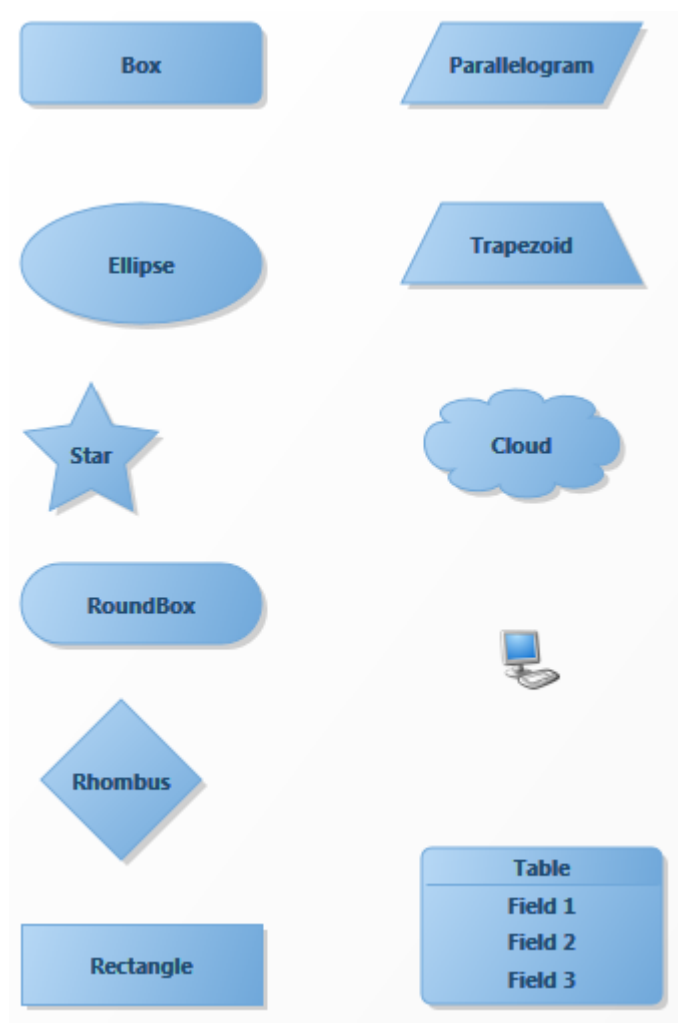 Box
Parallelogram
Ellipse
Trapezoid
Star
Cloud
RoundBox
Rhombus
Table
Field 1
Field 2
Field 3
Rectangle